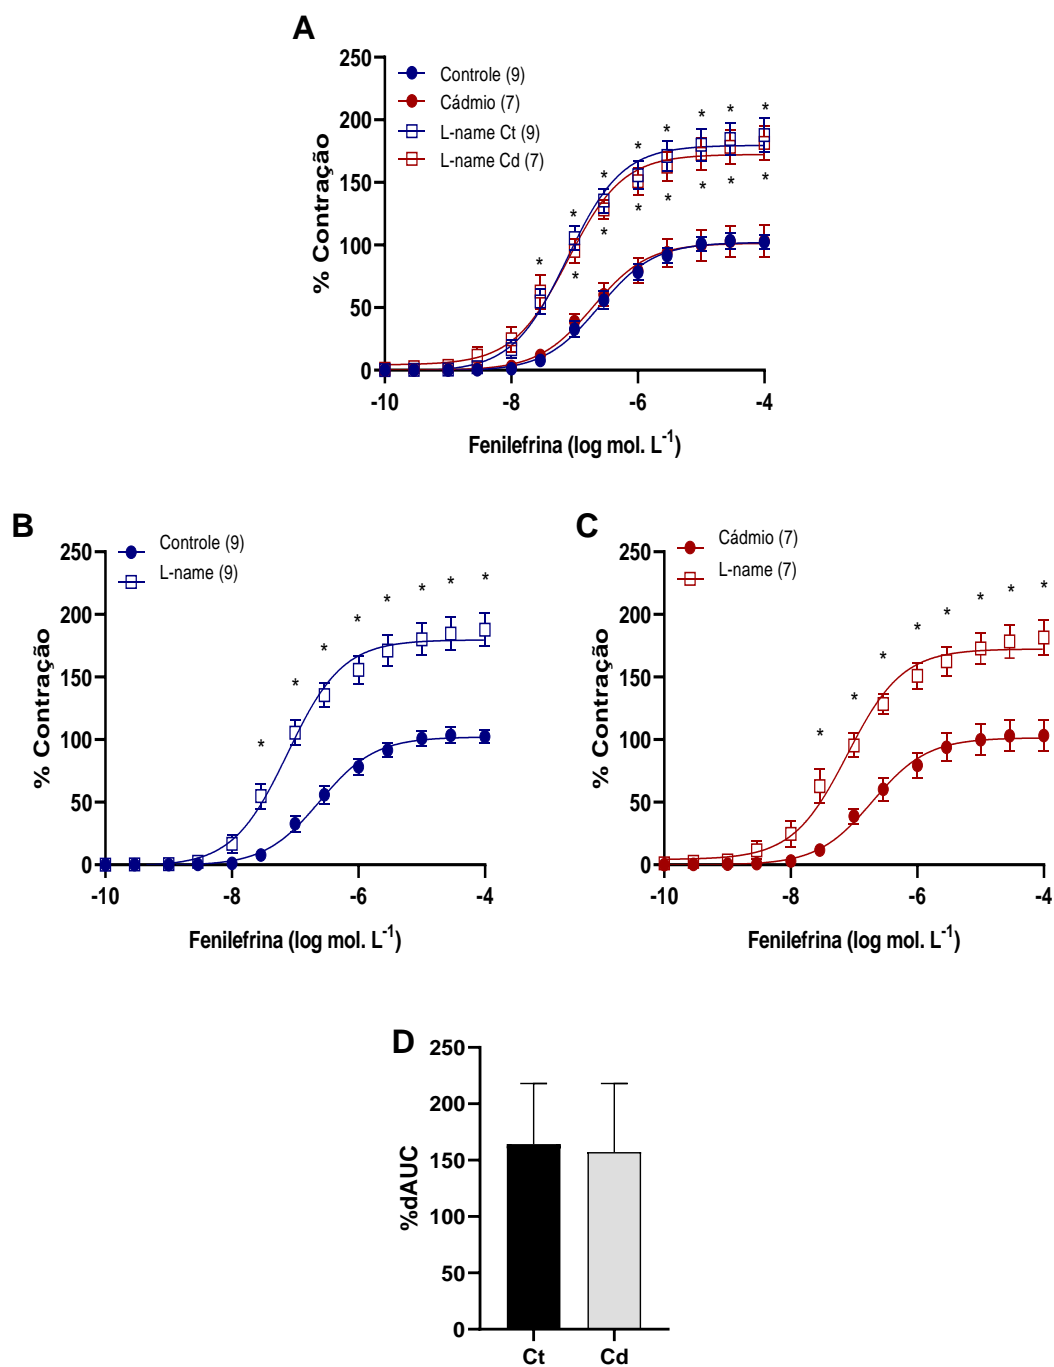 A
250
200
150
100
50
0
% Contração
Controle (9)
Cádmio (7)
L-name Ct (9)
L-name Cd (7)
* * * * * * * *
* * * * * * *
-10 -8 -6 -4
Fenilefrina (log mol. L⁻¹)
B
250
200
150
100
50
0
% Contração
Controle (9)
L-name (9)
* * * * * * * *
-10 -8 -6 -4
Fenilefrina (log mol. L⁻¹)
C
250
200
150
100
50
0
% Contração
Cádmio (7)
L-name (7)
* * * * * * * *
-10 -8 -6 -4
Fenilefrina (log mol. L⁻¹)
D
250
200
150
100
50
0
%dAUC
Ct Cd